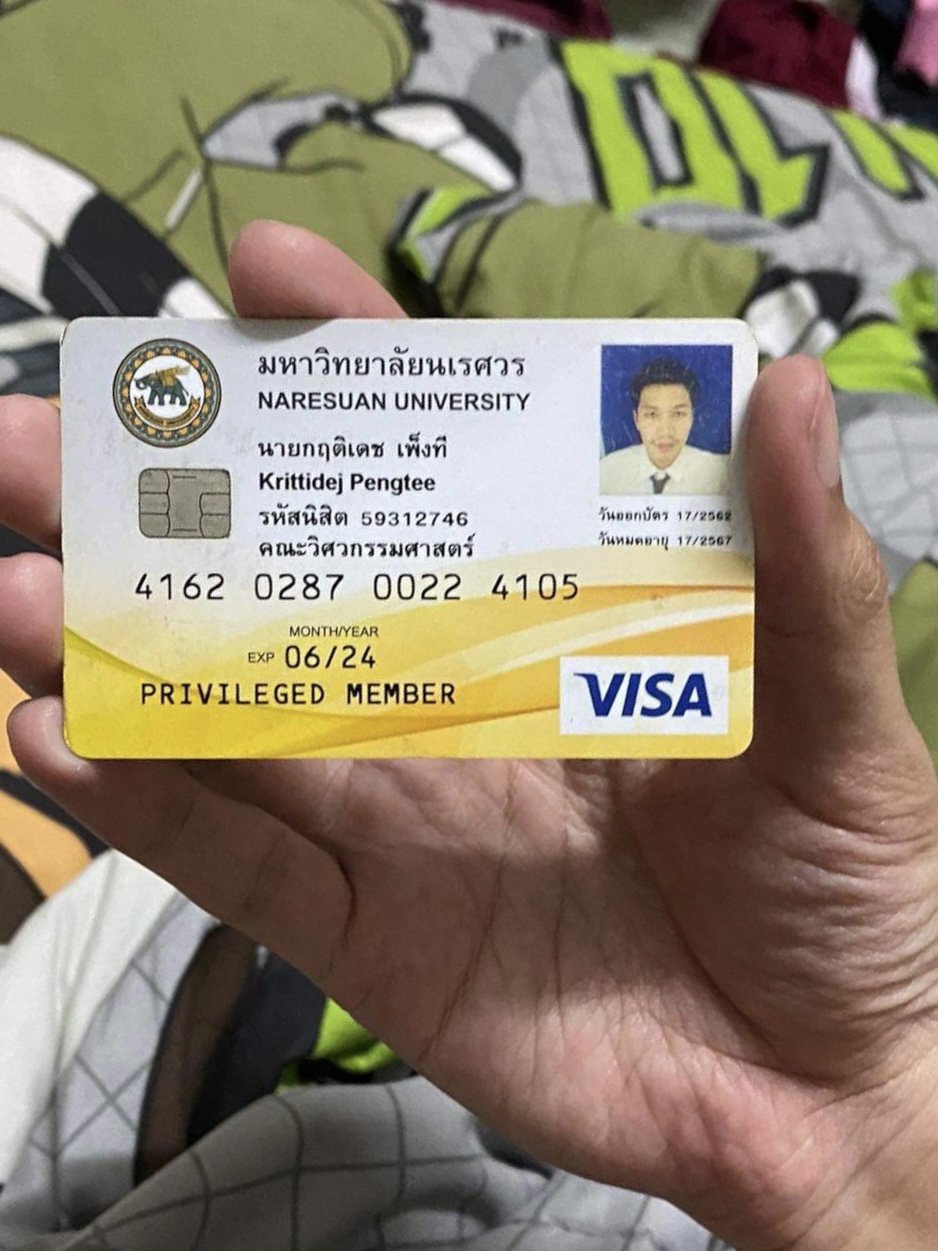 มหาวิทยาลัยนเรศวร
NARESUAN UNIVERSITY
นายกฤติเดช เพ็งที
Krittidej Pengtee
รหัสนิสิต 59312746
คณะวิศวกรรมศาสตร์
วันออกบัตร 17/2562
วันหมดอายุ 17/2567
4162 0287 0022 4105
MONTH/YEAR
EXP 06/24
PRIVILEGED MEMBER
VISA